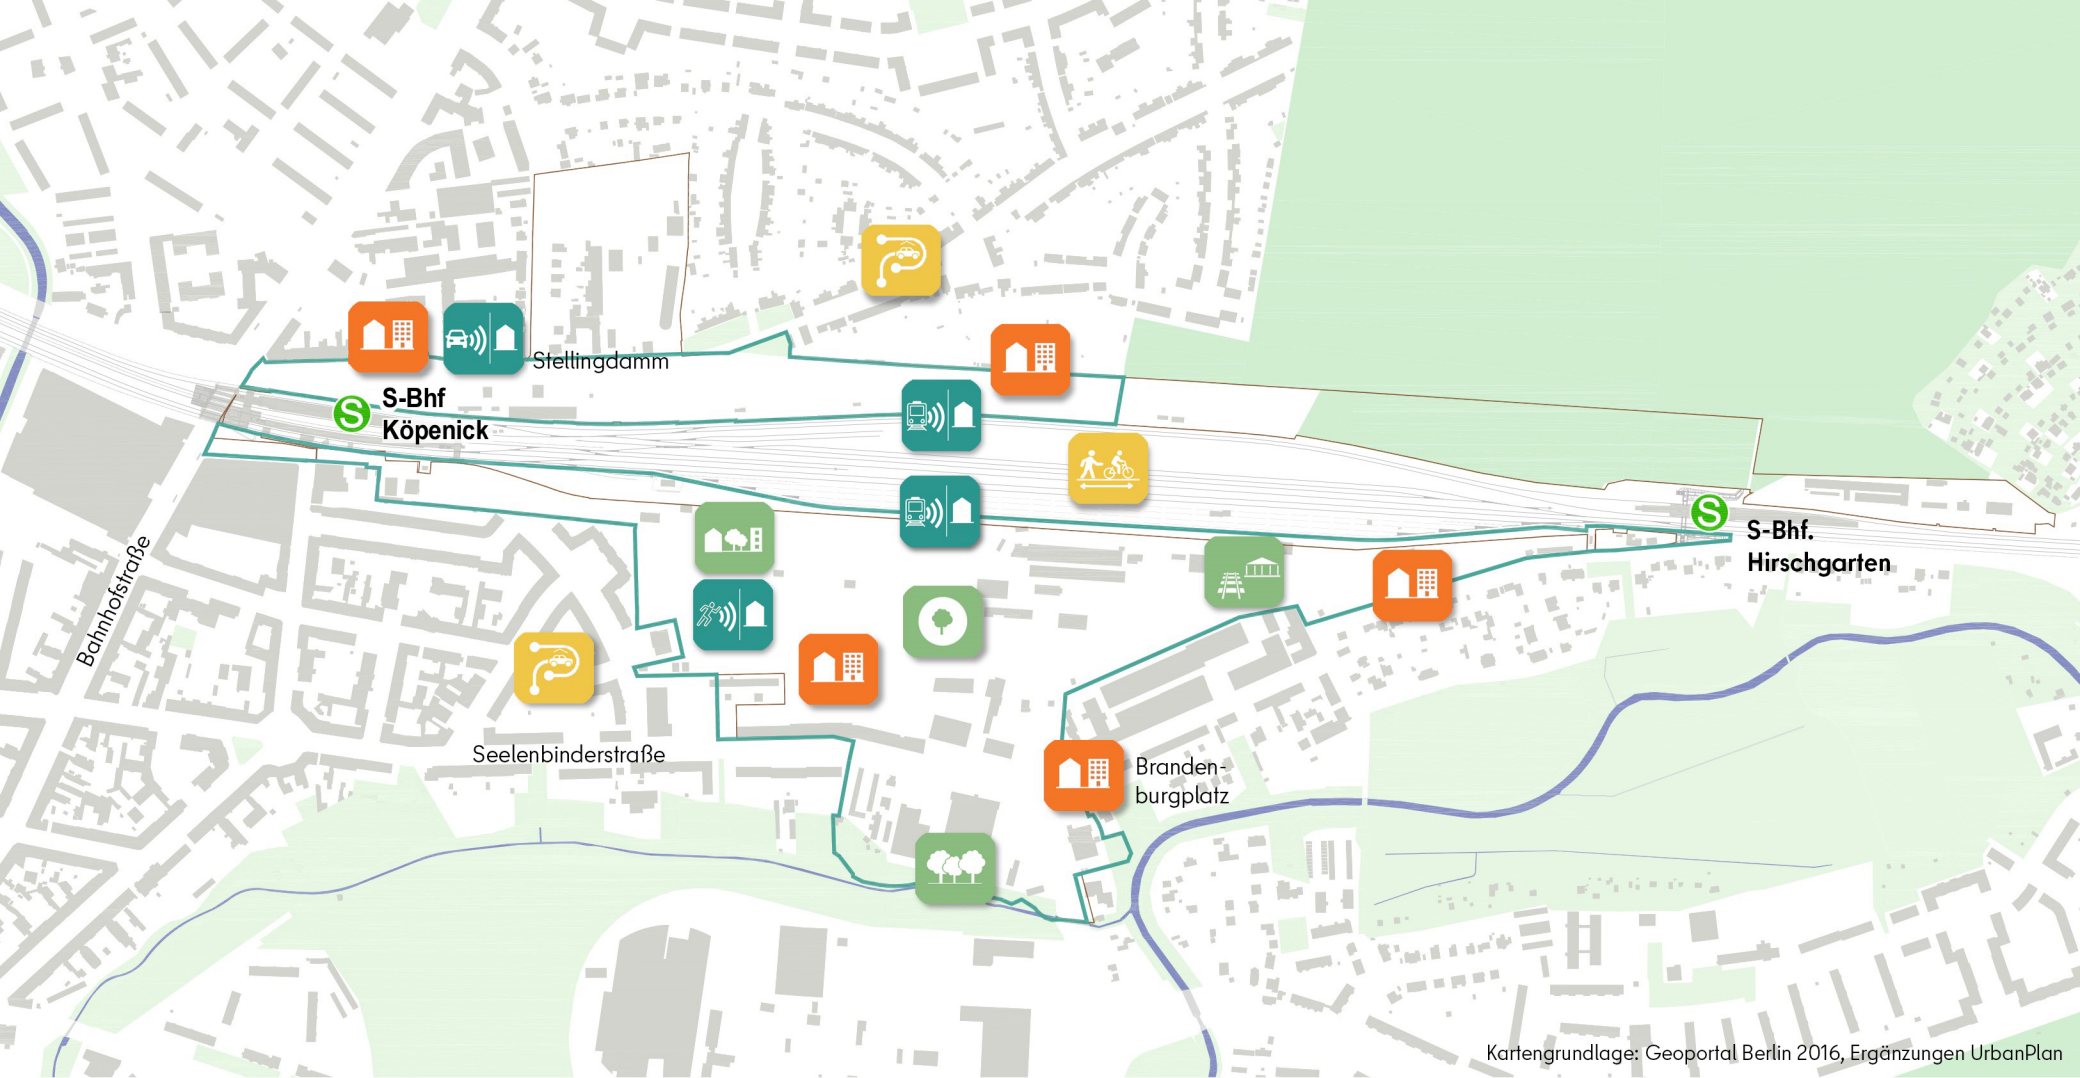 Stellingdamm
S
S-Bhf
Köpenick
S
S-Bhf.
Hirschgarten
Bahnhofstraße
Seelenbinderstraße
Branden-
burgplatz
Kartengrundlage: Geoportal Berlin 2016, Ergänzungen UrbanPlan